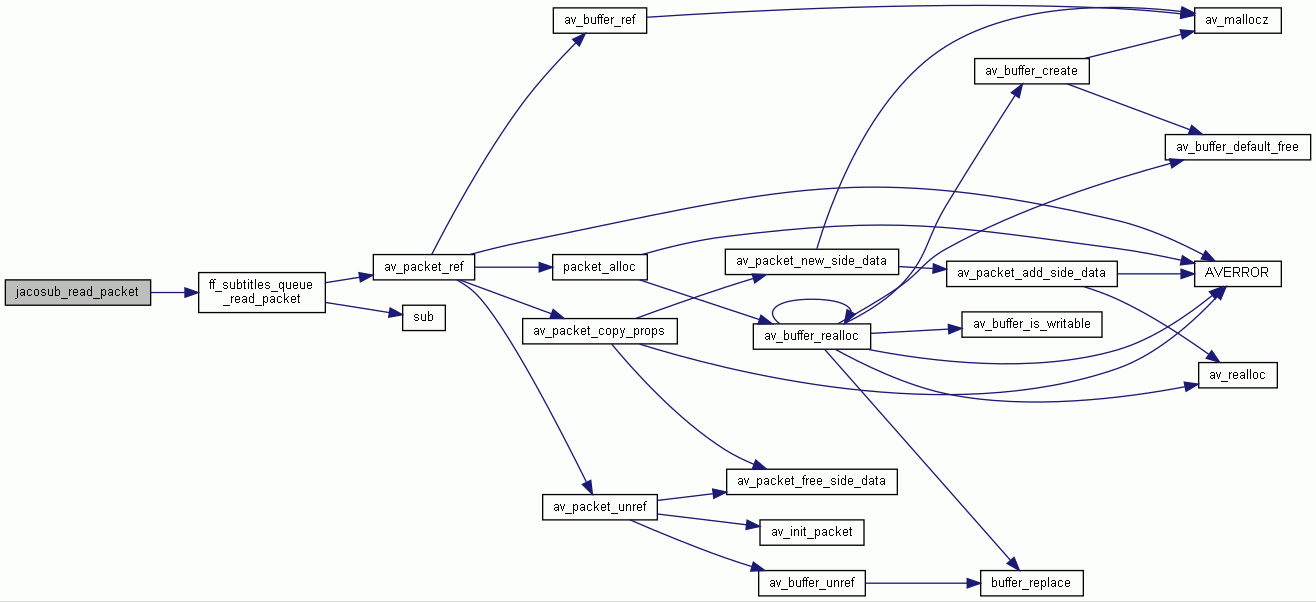 av_buffer_ref
av_mallocz
av_buffer_create
av_buffer_default_free
av_packet_ref
packet_alloc
av_packet_new_side_data
av_packet_add_side_data
AVERROR
jacosub_read_packet
ff_subtitles_queue
_read_packet
sub
av_packet_copy_props
av_buffer_realloc
av_buffer_is_writable
av_realloc
av_packet_free_side_data
av_packet_unref
av_init_packet
av_buffer_unref
buffer_replace